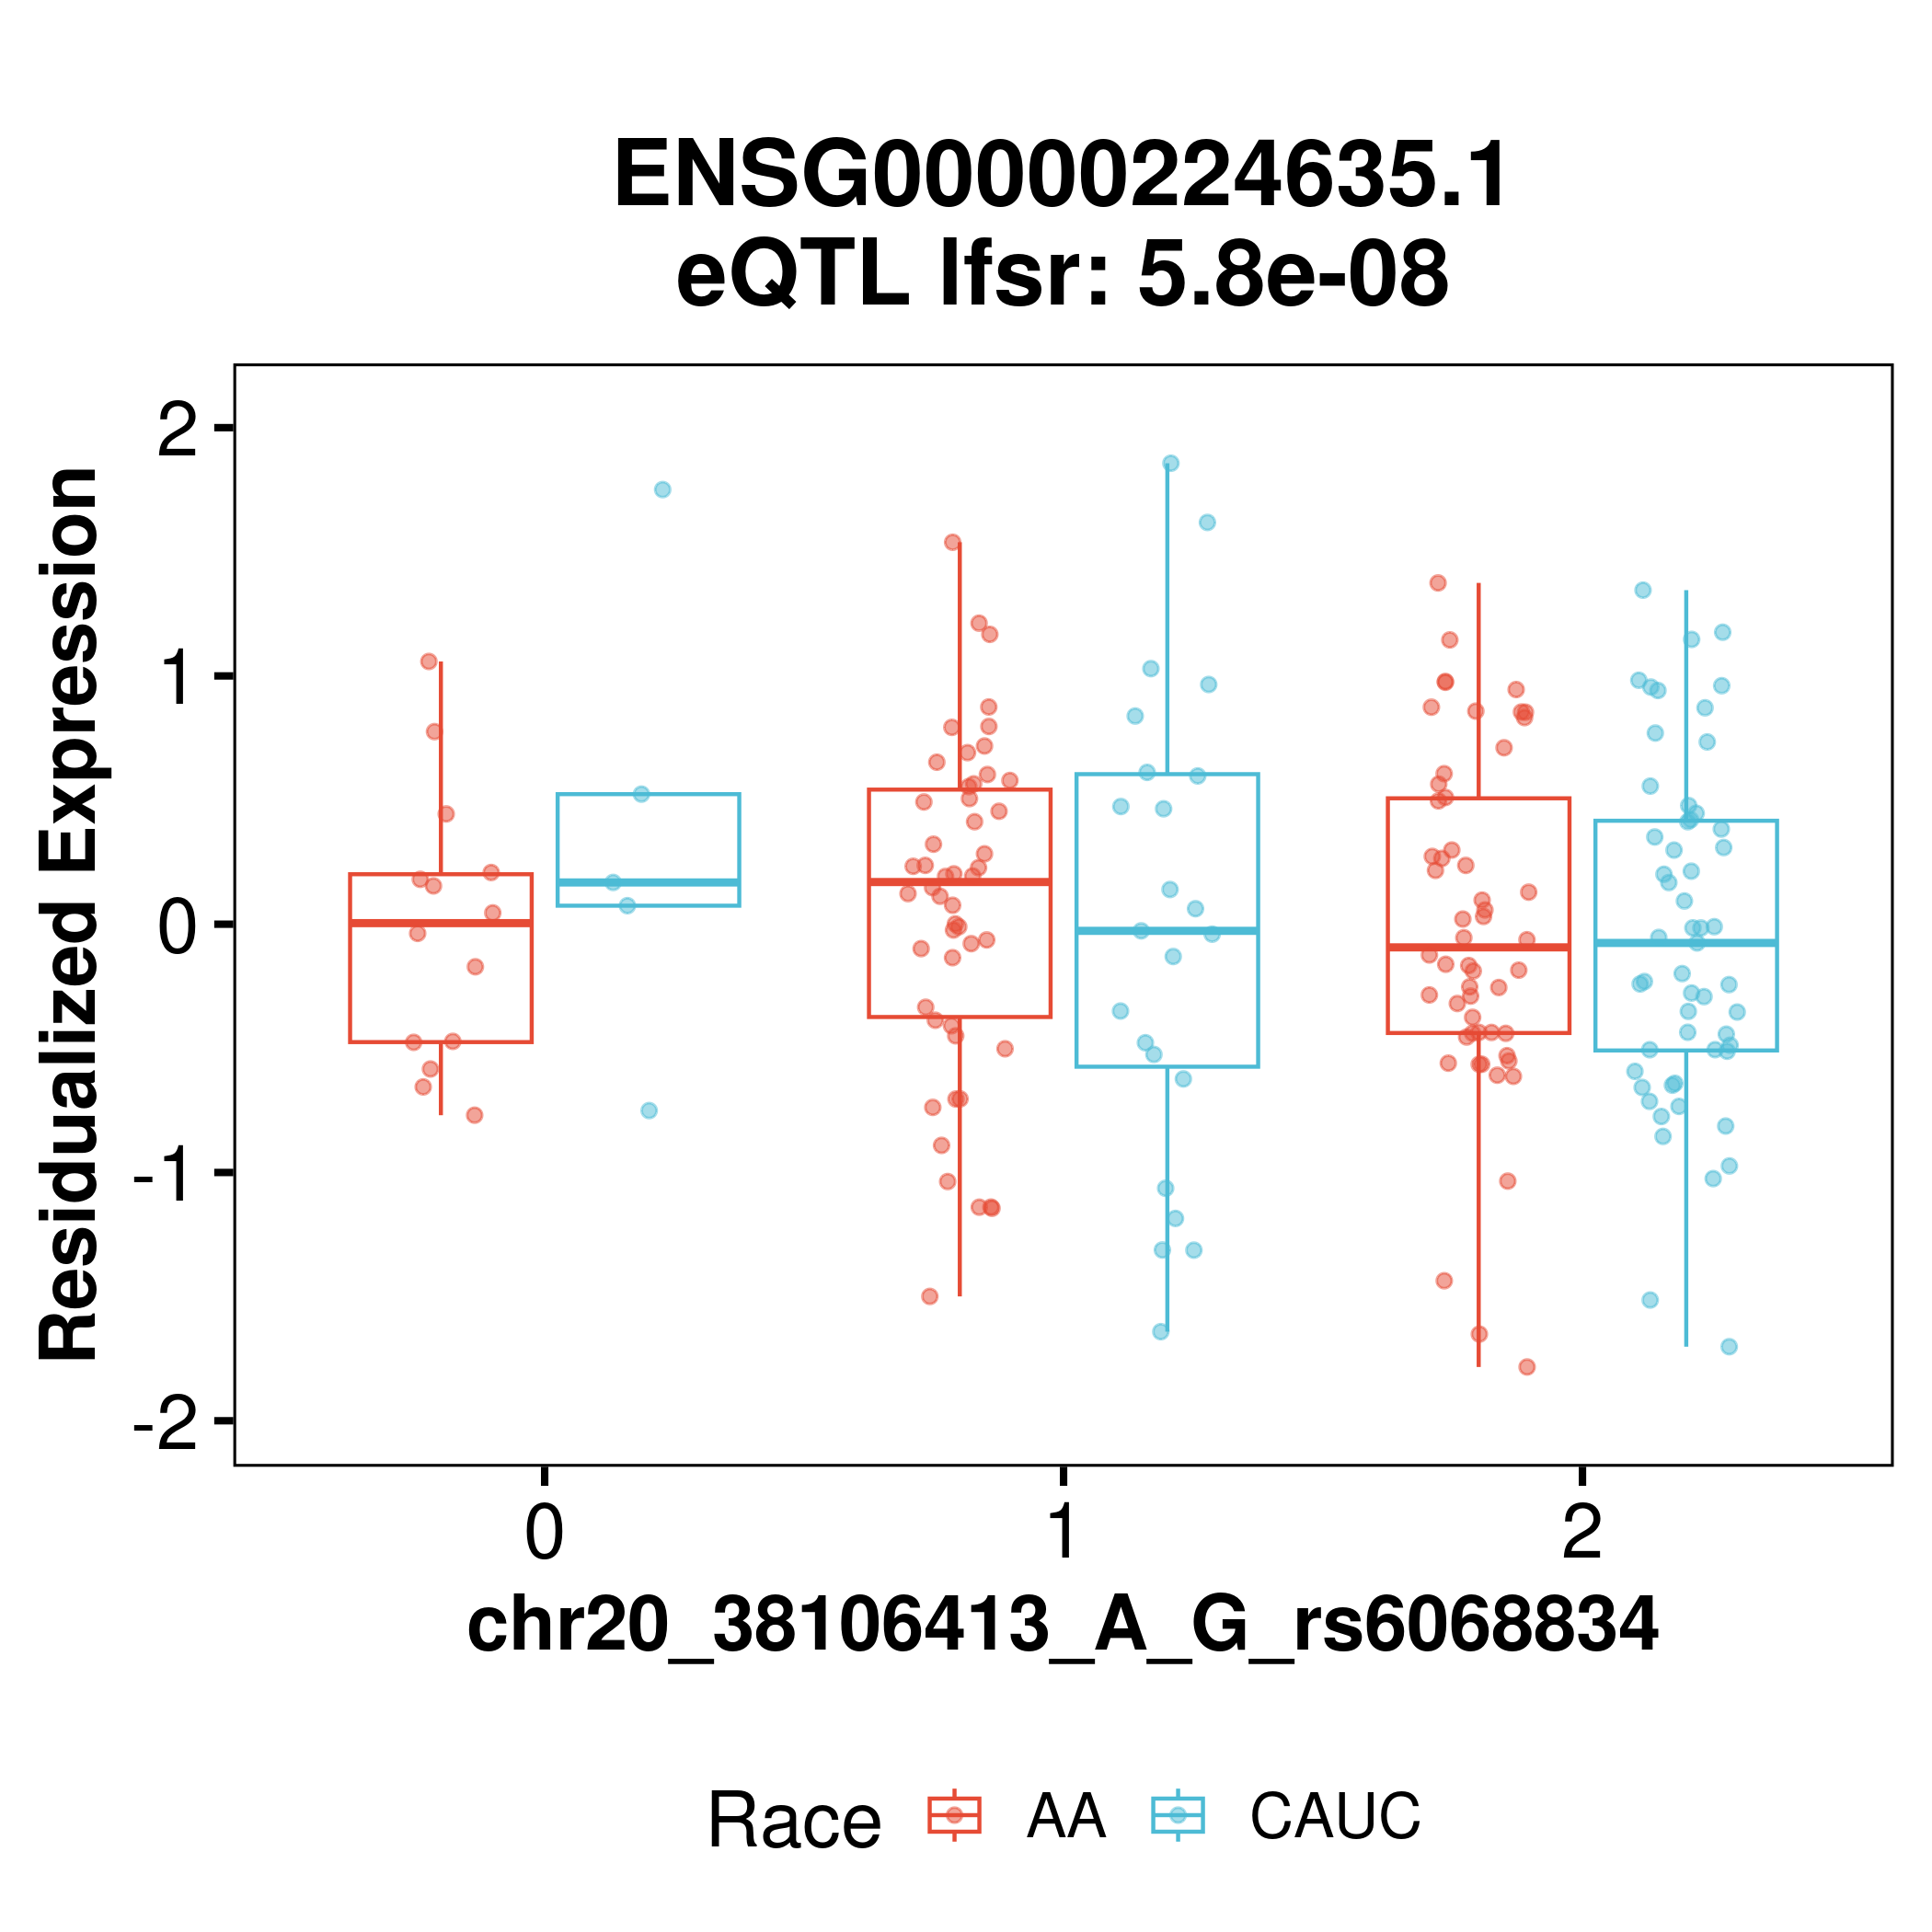 ENSG00000224635.1
eQTL lfsr: 5.8e-08
Residualized Expression
2
1
0
-1
-2
0
1
2
chr20_38106413_A_G_rs6068834
Race
AA
CAUC